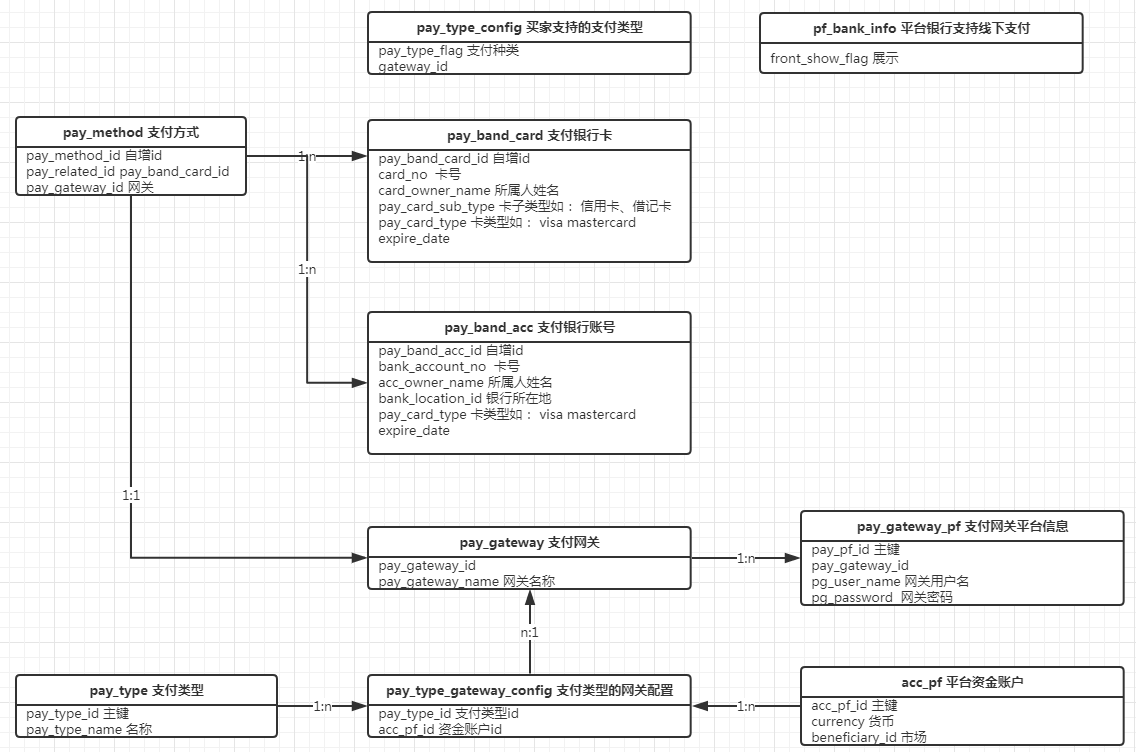 pay_type_config 买家支持的支付类型
pay_type_flag 支付种类
gateway_id
pf_bank_info 平台银行支持线下支付
front_show_flag 展示
pay_method 支付方式
pay_method_id 自增id
pay_related_id pay_band_card_id
pay_gateway_id 网关
1:n
1:n
1:1
pay_band_card 支付银行卡
pay_band_card_id 自增id
card_no 卡号
card_owner_name 所属人姓名
pay_card_sub_type 卡子类型如： 信用卡、借记卡
pay_card_type 卡类型如： visa mastercard
expire_date
pay_band_acc 支付银行账号
pay_band_acc_id 自增id
bank_account_no 卡号
acc_owner_name 所属人姓名
bank_location_id 银行所在地
pay_card_type 卡类型如： visa mastercard
expire_date
pay_gateway 支付网关
pay_gateway_id
pay_gateway_name 网关名称
1:n
pay_gateway_pf 支付网关平台信息
pay_pf_id 主键
pay_gateway_id
pg_user_name 网关用户名
pg_password 网关密码
n:1
pay_type 支付类型
pay_type_id 主键
pay_type_name 名称
1:n
pay_type_gateway_config 支付类型的网关配置
pay_type_id 支付类型id
acc_pf_id 资金账户id
1:n
acc_pf 平台资金账户
acc_pf_id 主键
currency 货币
beneficiary_id 市场